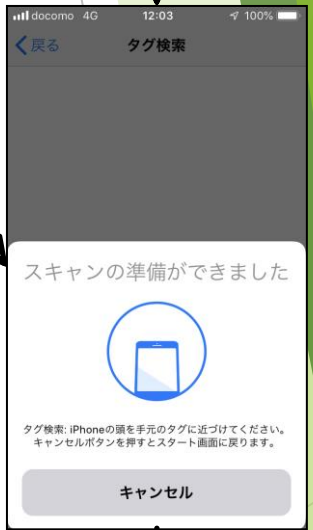 docomo 4G 12:03 100%
戻る タグ検索
スキャンの準備ができました
タグ検索: iPhoneの頭を手元のタグに近づけてください。
キャンセルボタンを押すとスタート画面に戻ります。
キャンセル